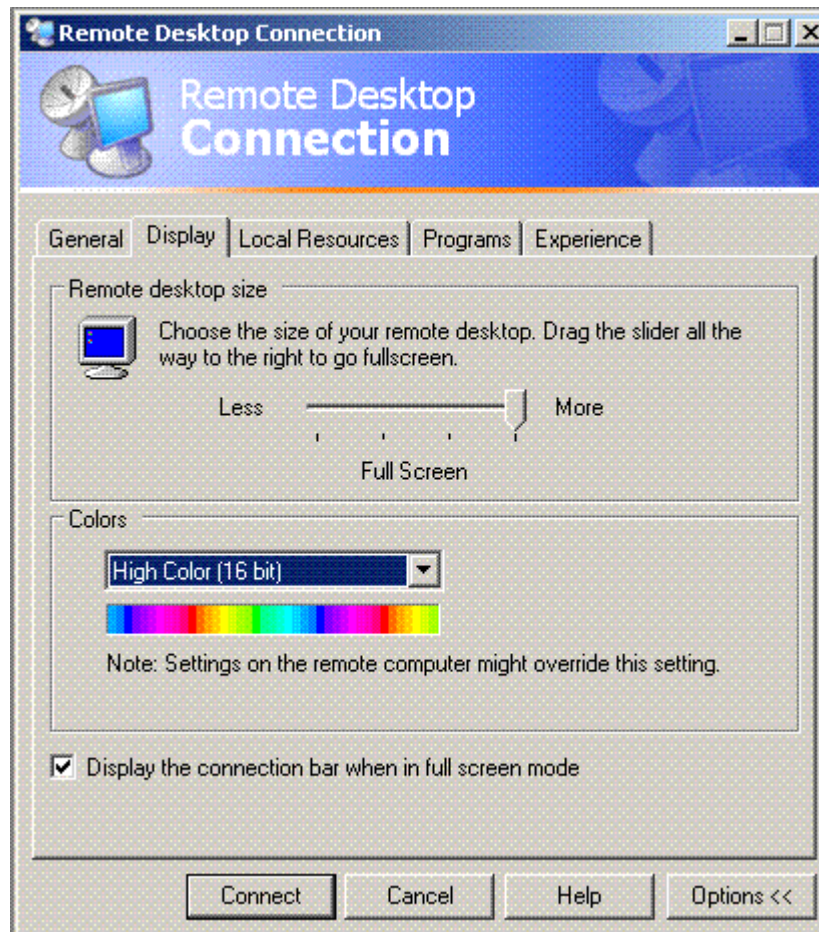 Remote Desktop Connection
Remote Desktop
Connection
General Display Local Resources Programs Experience
Remote desktop size
Choose the size of your remote desktop. Drag the slider all the
way to the right to go fullscreen.
Less More
Full Screen
Colors
High Color (16 bit)
Note: Settings on the remote computer might override this setting.
Display the connection bar when in full screen mode
Connect Cancel Help Options <<